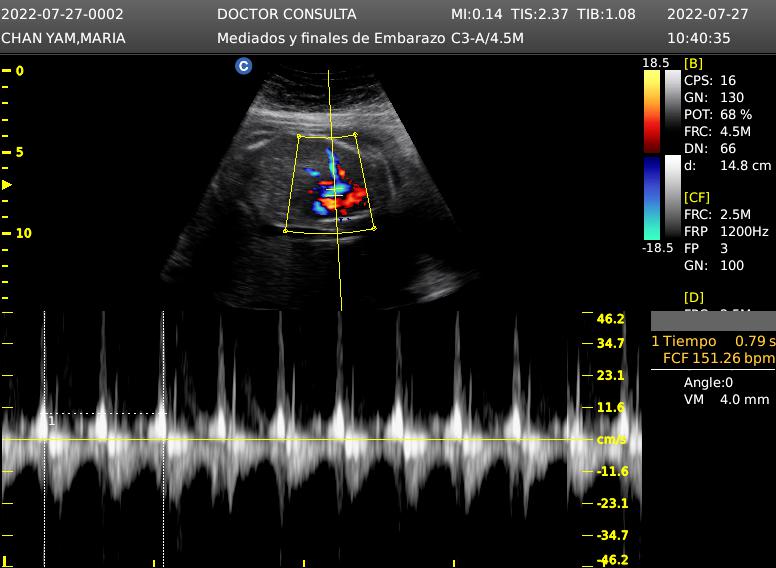 2022-07-27-0002 DOCTOR CONSULTA MI:0.14 TIS:2.37 TIB:1.08 2022-07-27
CHAN YAM,MARIA Mediados y finales de Embarazo C3-A/4.5M 10:40:35
C
0
5
10
18.5
-18.5
[B]
CPS: 16
GN: 130
POT: 68 %
FRC: 4.5M
DN: 66
d: 14.8 cm
[CF]
FRC: 2.5M
FRP 1200Hz
FP 3
GN: 100
[D]
46.2
34.7
23.1
11.6
cm/s
-11.6
-23.1
-34.7
-46.2
1
1 Tiempo 0.79 s
FCF 151.26 bpm
Angle:0
VM 4.0 mm